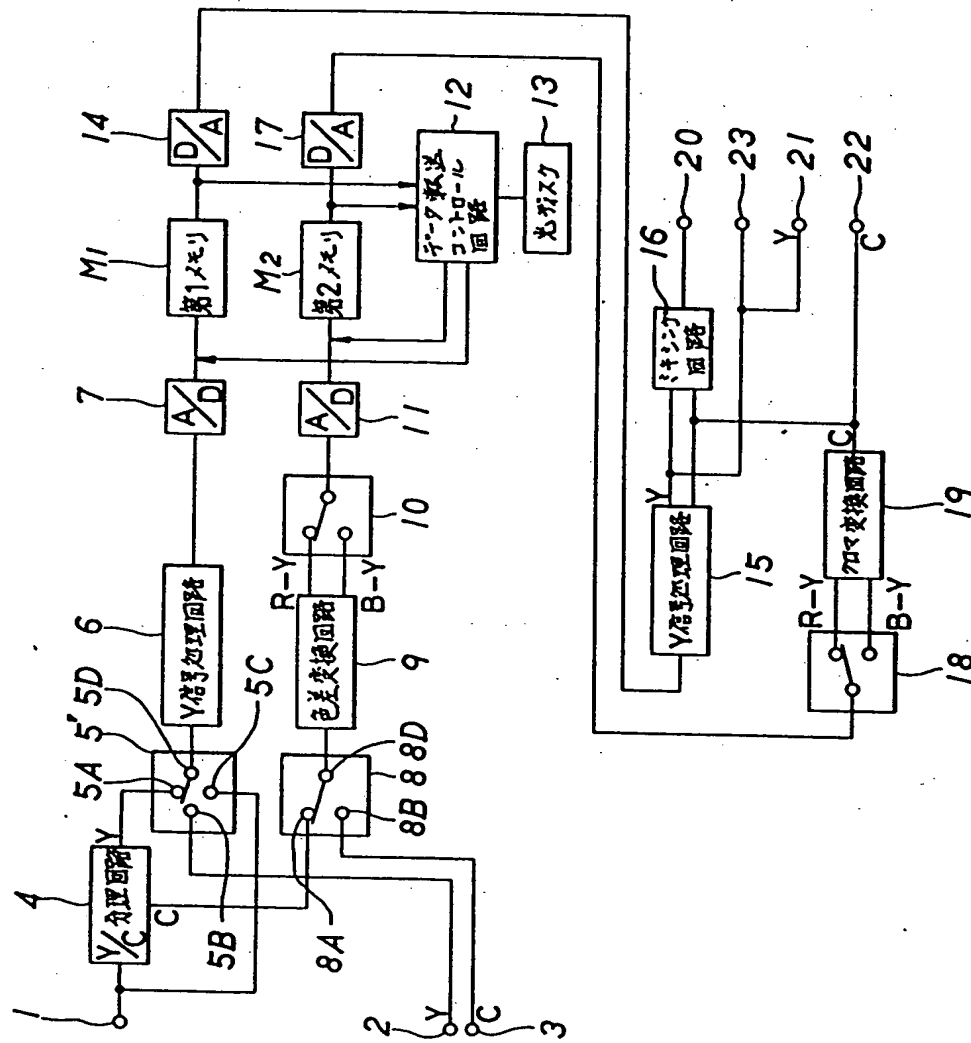 1
4
Y/C分理回路
Y
C
5A
5'
5D
5B
5C
6
Y信号処理回路
7
A/D
M1
第1メモリ
14
D/A
8A
8D
8
8B
9
色差変換回路
R-Y
B-Y
10
11
A/D
M2
第2メモリ
17
D/A
12
データ転送
コントロール
回路
13
光ディスク
2
Y
3
C
15
Y信号処理回路
Y
16
ミキシング
回路
20
23
21
Y
22
C
18
R-Y
B-Y
19
クロマ変換回路
C